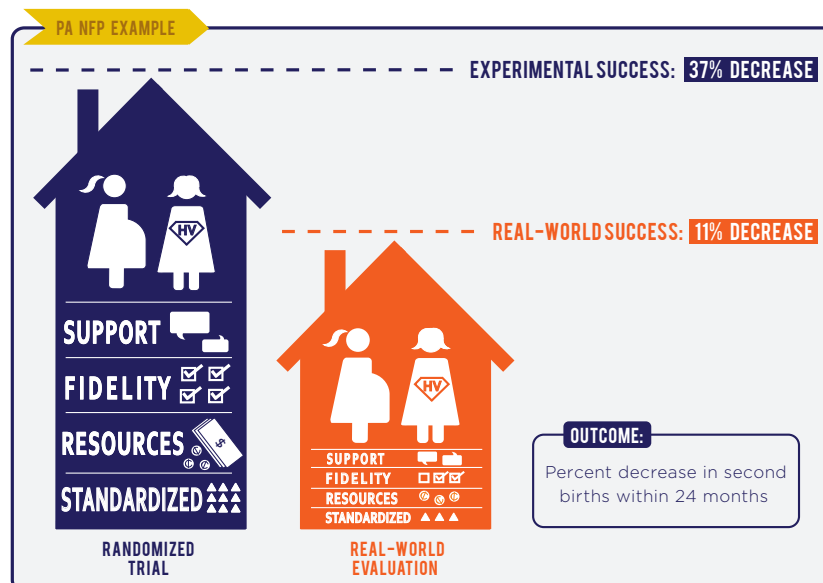 PA NFP EXAMPLE
EXPERIMENTAL SUCCESS: 37% DECREASE
REAL-WORLD SUCCESS: 11% DECREASE
HV
SUPPORT
FIDELITY
RESOURCES
$
C C C
STANDARDIZED
RANDOMIZED
TRIAL
HV
SUPPORT
FIDELITY
RESOURCES
C C C
STANDARDIZED
REAL-WORLD
EVALUATION
OUTCOME:
Percent decrease in second
births within 24 months